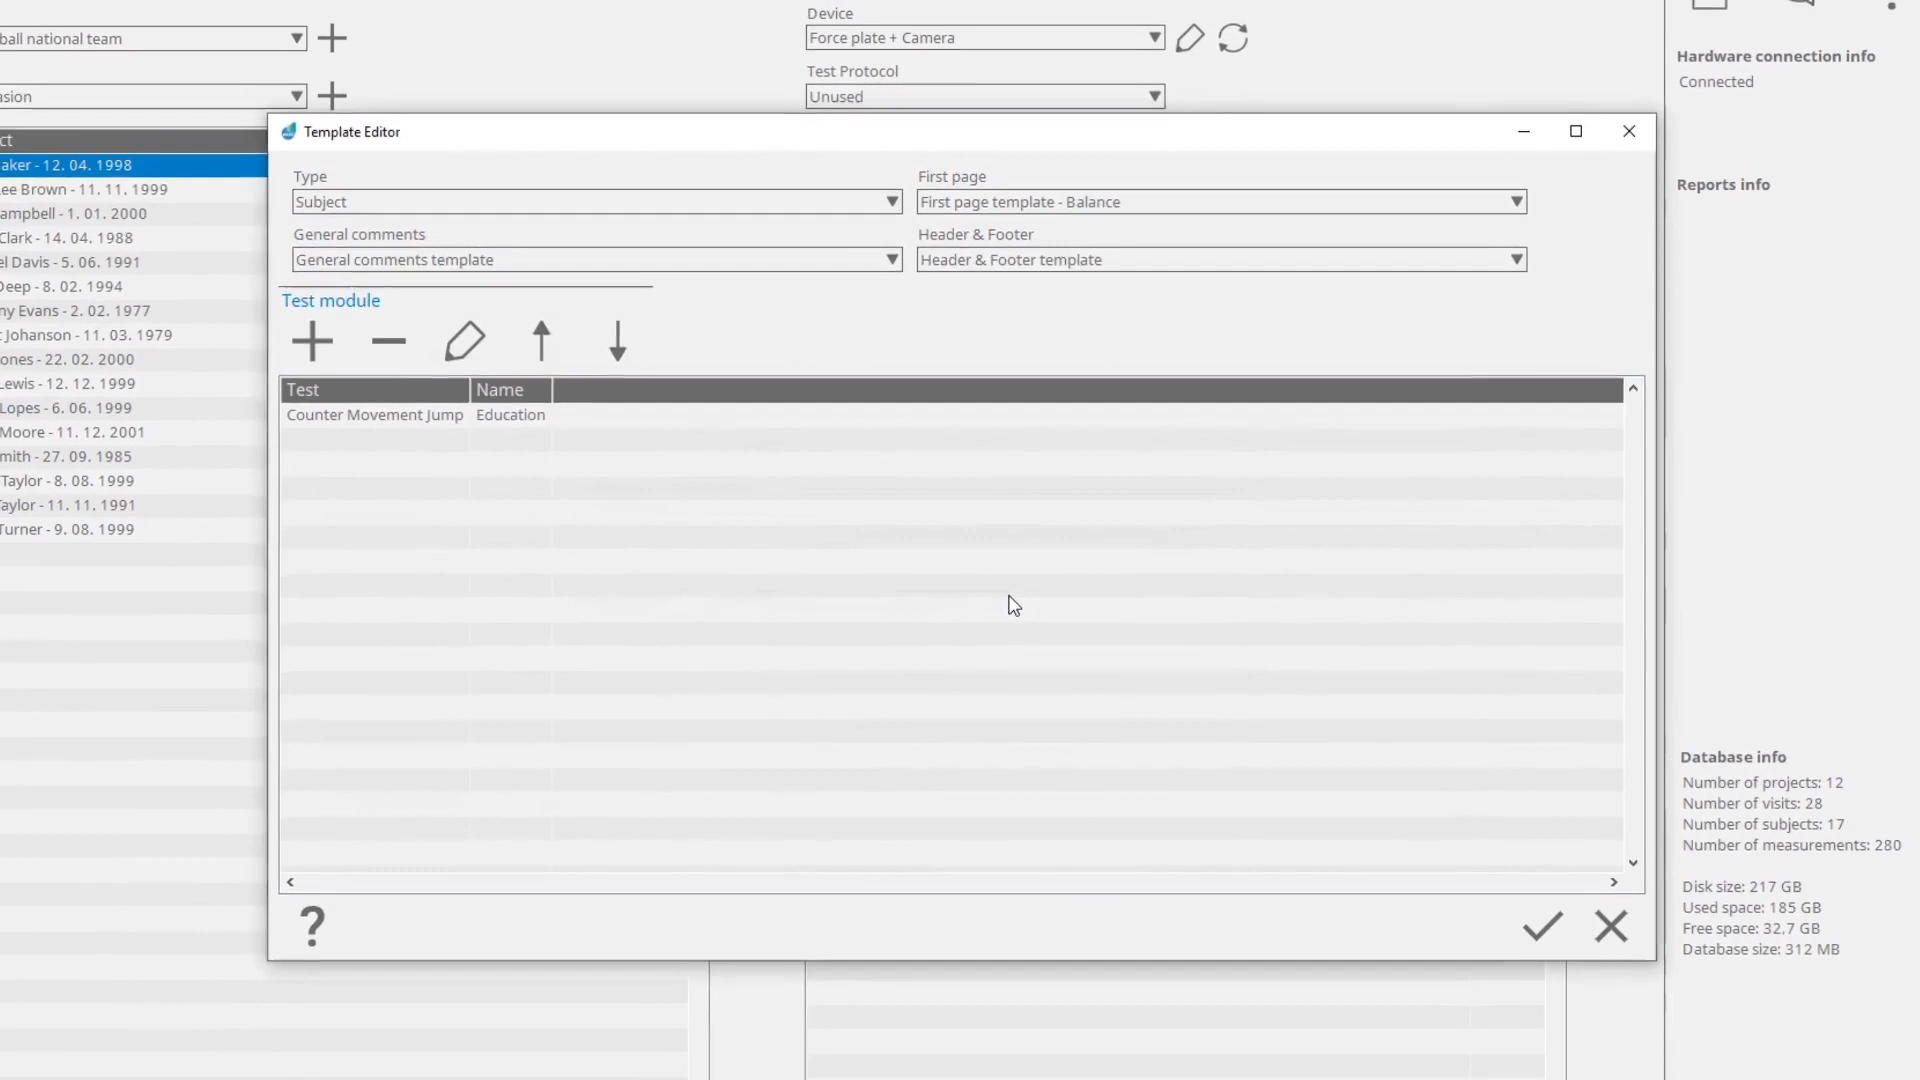 ball national team
Device
Force plate + Camera
Test Protocol
Unused
asion
ct
aker - 12. 04. 1998
ee Brown - 11. 11. 1999
ampbell - 1. 01. 2000
Clark - 14. 04. 1988
el Davis - 5. 06. 1991
Deep - 8. 02. 1994
ny Evans - 2. 02. 1977
t Johanson - 11. 03. 1979
ones - 22. 02. 2000
Lewis - 12. 12. 1999
Lopes - 6. 06. 1999
Moore - 11. 12. 2001
mith - 27. 09. 1985
Taylor - 8. 08. 1999
aylor - 11. 11. 1991
Turner - 9. 08. 1999
Template Editor
Type
Subject
First page
First page template - Balance
General comments
General comments template
Header & Footer
Header & Footer template
Test module
Test Name
Counter Movement Jump Education
?
Hardware connection info
Connected
Reports info
Database info
Number of projects: 12
Number of visits: 28
Number of subjects: 17
Number of measurements: 280
Disk size: 217 GB
Used space: 185 GB
Free space: 32,7 GB
Database size: 312 MB